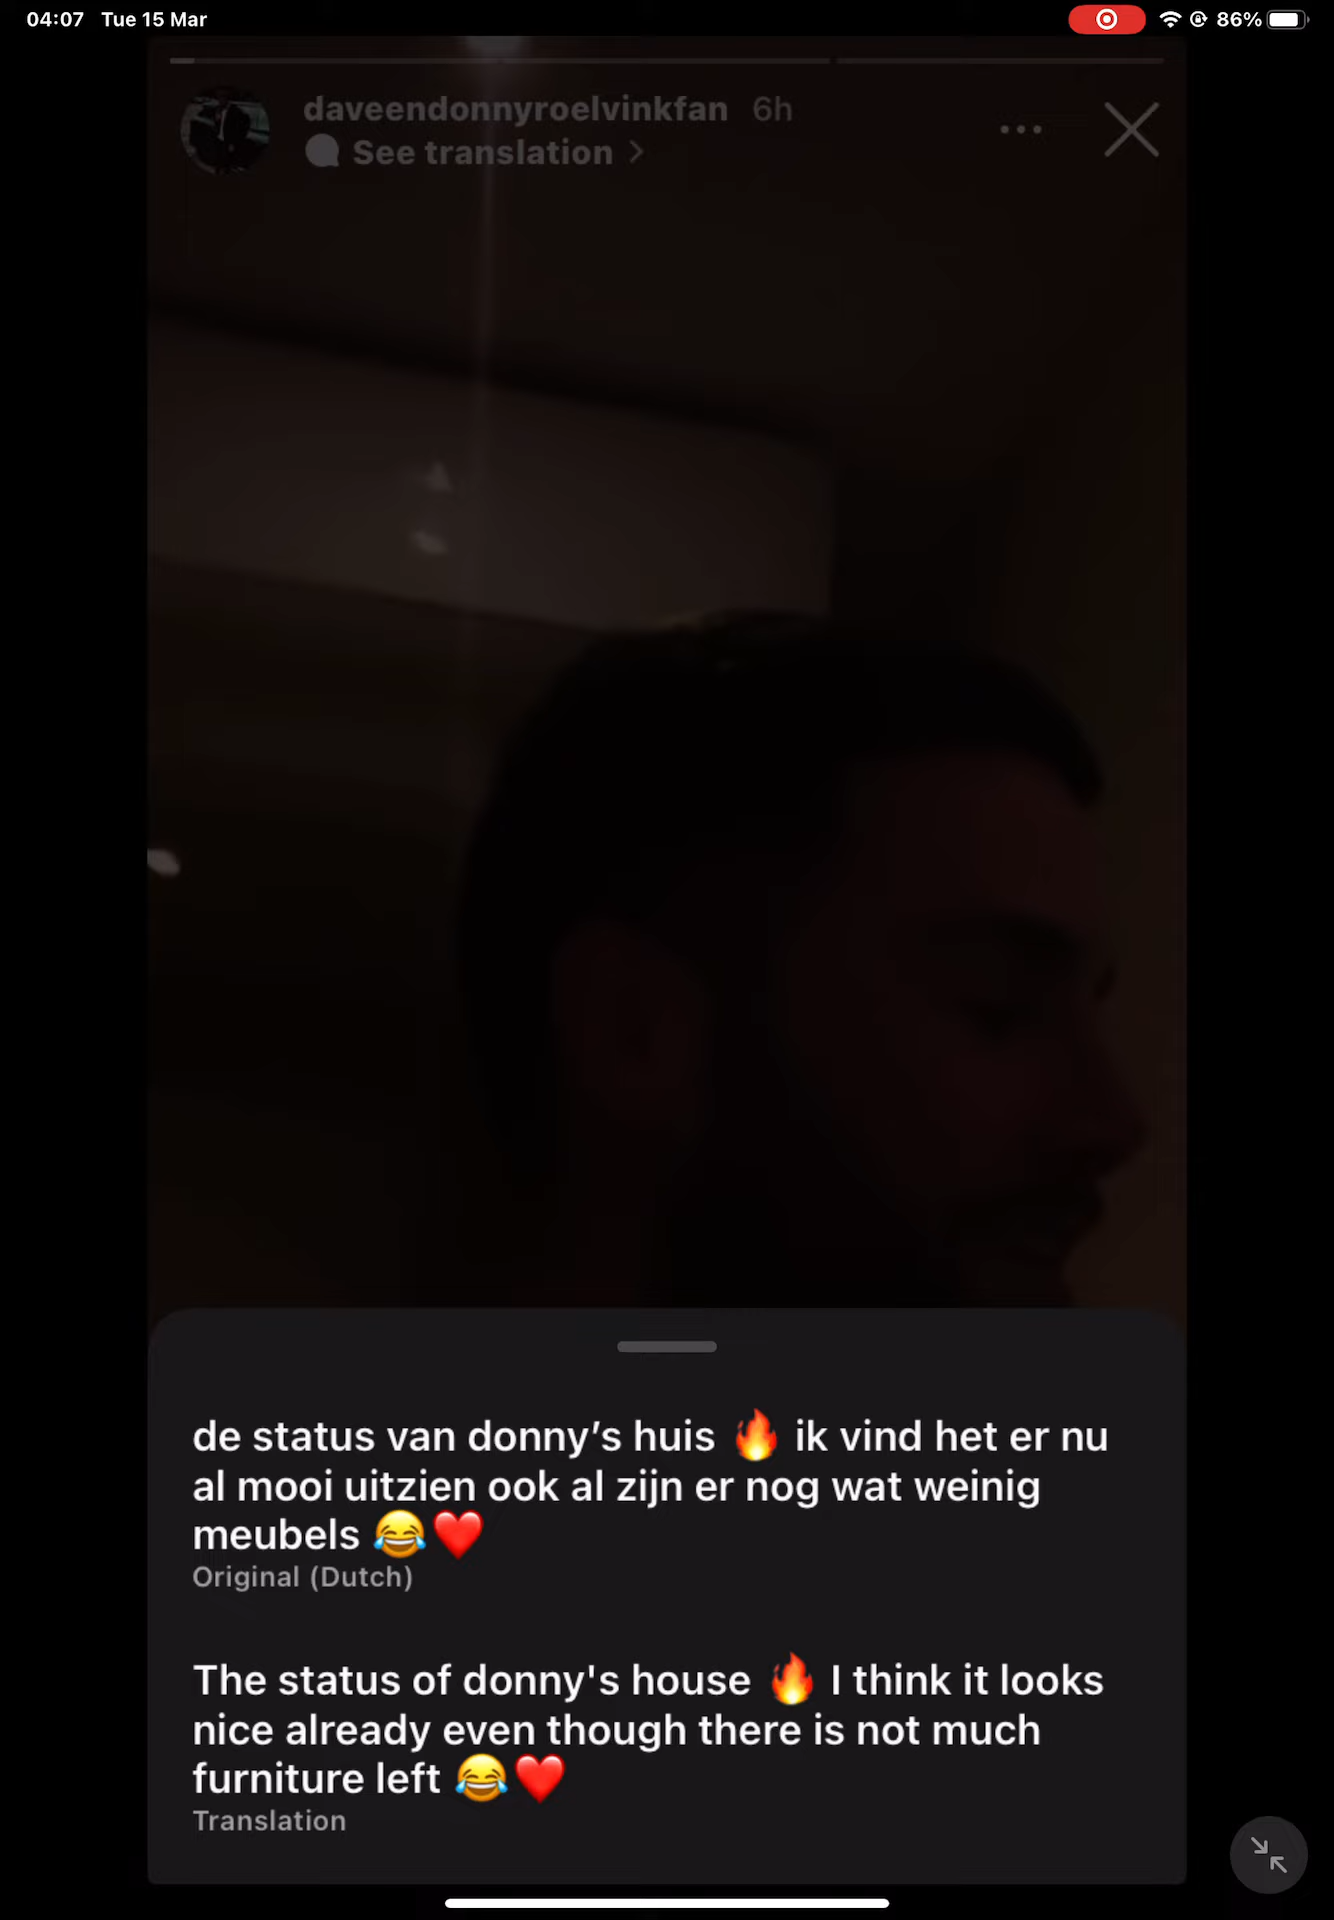 04:07 Tue 15 Mar 86%
daveendonnyroelvinkfan 6h
See translation
de status van donny’s huis 🔥 ik vind het er nu
al mooi uitzien ook al zijn er nog wat weinig
meubels 😂❤️
Original (Dutch)
The status of donny's house 🔥 I think it looks
nice already even though there is not much
furniture left 😂❤️
Translation